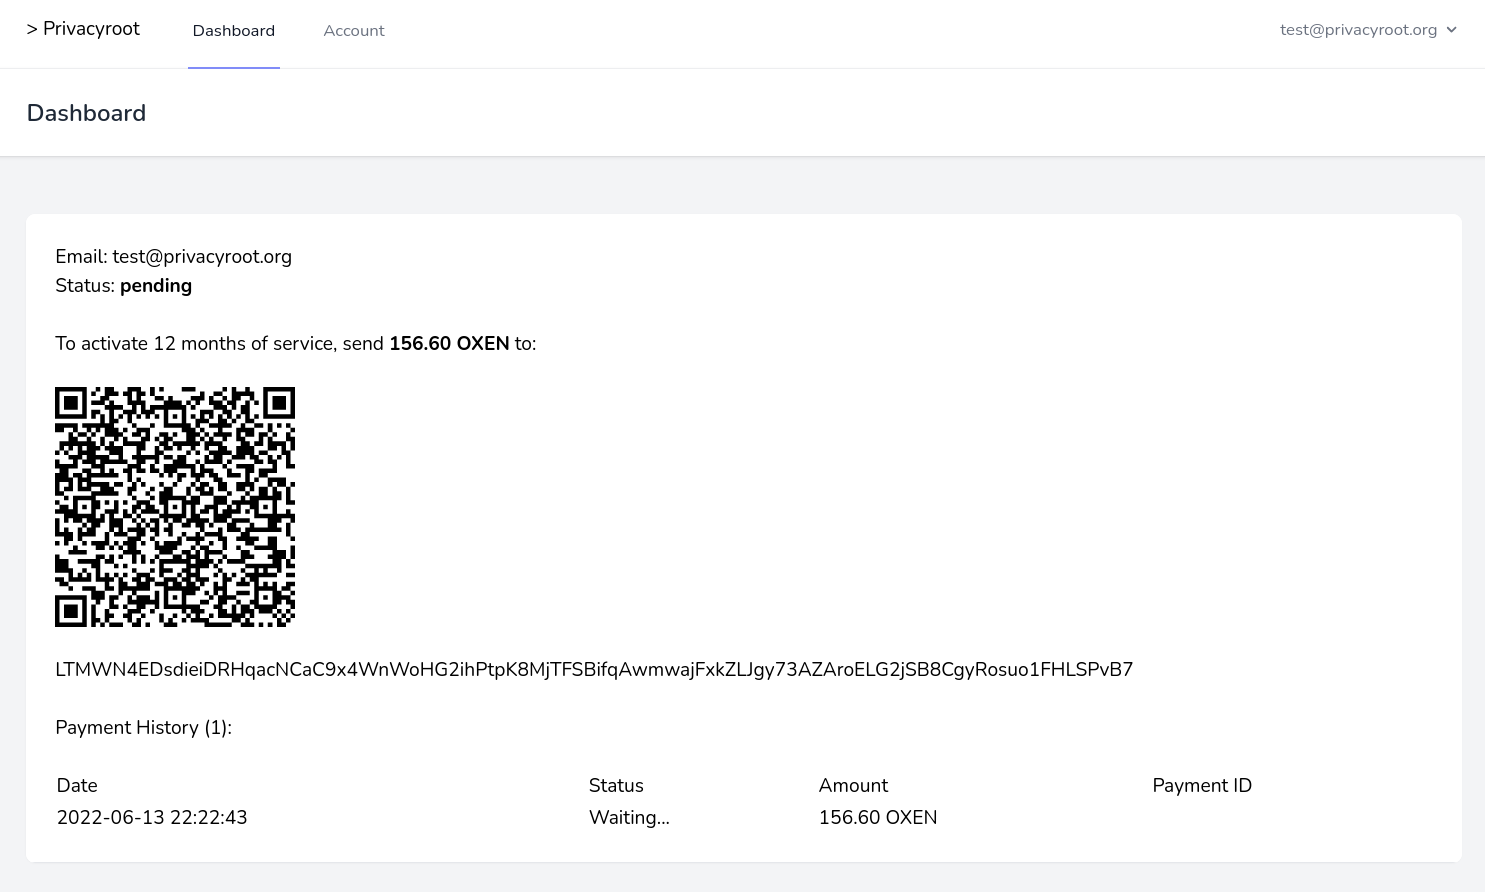 > Privacyroot Dashboard Account test@privacyroot.org
Dashboard
Email: test@privacyroot.org
Status: pending
To activate 12 months of service, send 156.60 OXEN to:
LTMWN4EDsdieiDRHqacNCaC9x4WnWoHG2ihPtpK8MjTFSBifqAwmwajFxkZLJgy73AZAroELG2jSB8CgyRosuo1FHLSPvB7
Payment History (1):
Date Status Amount Payment ID
2022-06-13 22:22:43 Waiting... 156.60 OXEN